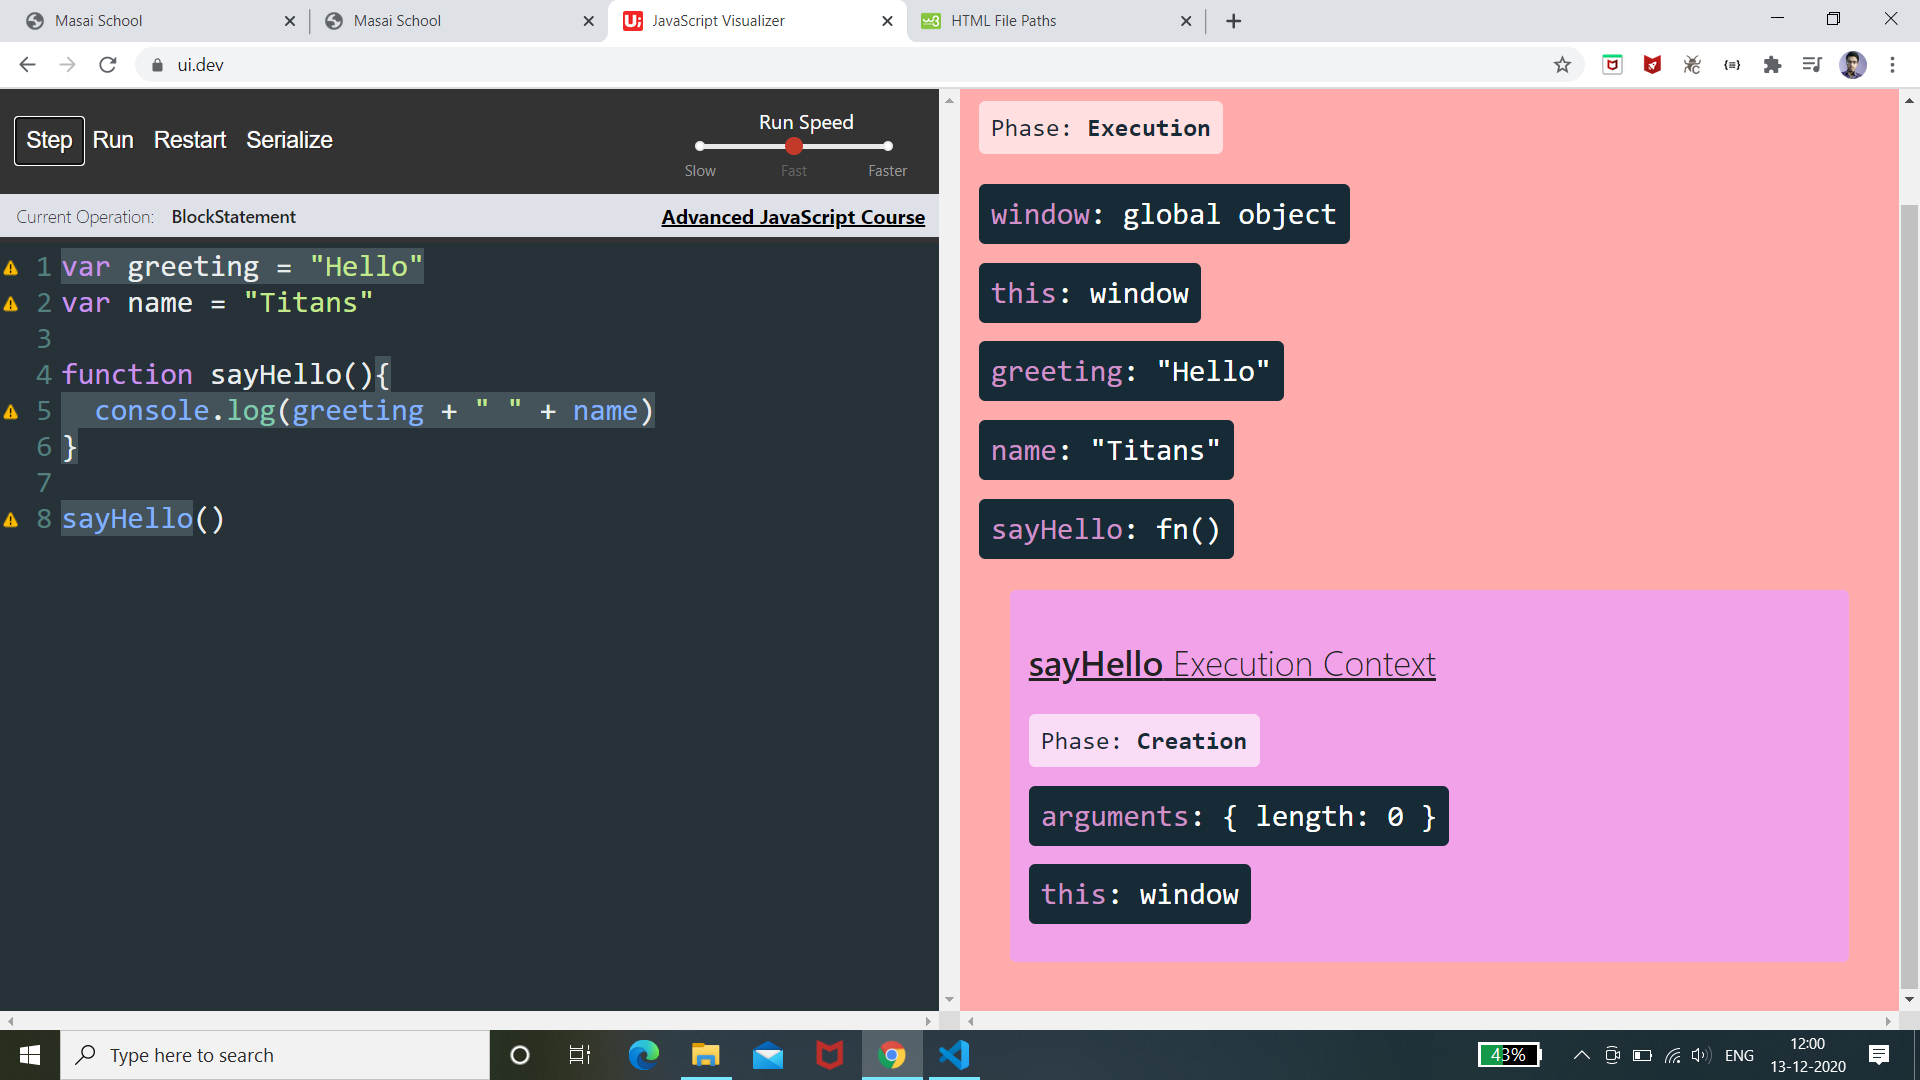 Masai School
Masai School
JavaScript Visualizer
HTML File Paths
ui.dev
Step Run Restart Serialize
Run Speed
Slow Fast Faster
Current Operation: BlockStatement
Advanced JavaScript Course
1 var greeting = "Hello"
2 var name = "Titans"
3
4 function sayHello(){
5 console.log(greeting + " " + name)
6 }
7
8 sayHello()
Phase: Execution
window: global object
this: window
greeting: "Hello"
name: "Titans"
sayHello: fn()
sayHello Execution Context
Phase: Creation
arguments: { length: 0 }
this: window
Type here to search
43%
ENG
12:00
13-12-2020